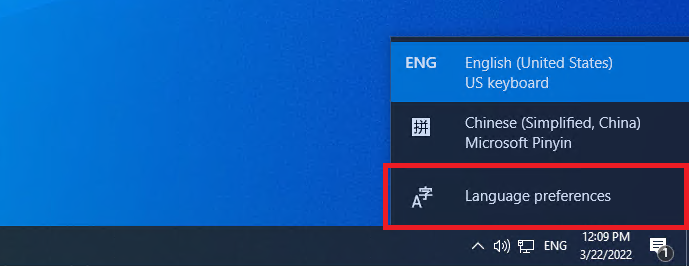 ENG English (United States)
US keyboard
拼 Chinese (Simplified, China)
Microsoft Pinyin
A字 Language preferences
ENG 12:09 PM
3/22/2022 1